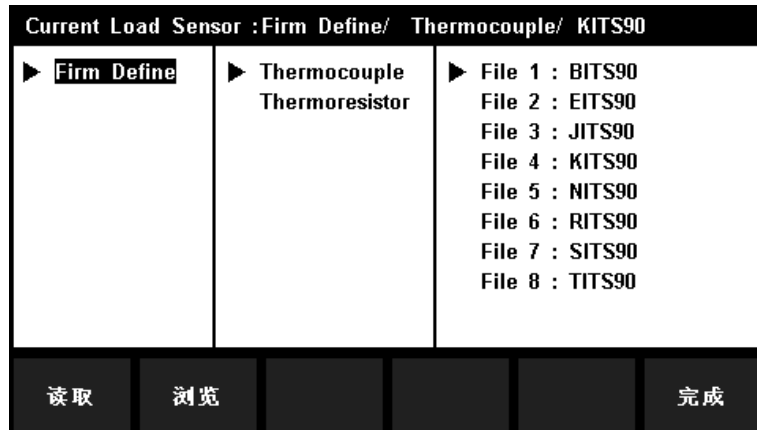 Current Load Sensor :Firm Define/ Thermocouple/ KITS90
Firm Define
Thermocouple
Thermoresistor
File 1 : BITS90
File 2 : EITS90
File 3 : JITS90
File 4 : KITS90
File 5 : NITS90
File 6 : RITS90
File 7 : SITS90
File 8 : TITS90
读取 浏览 完成